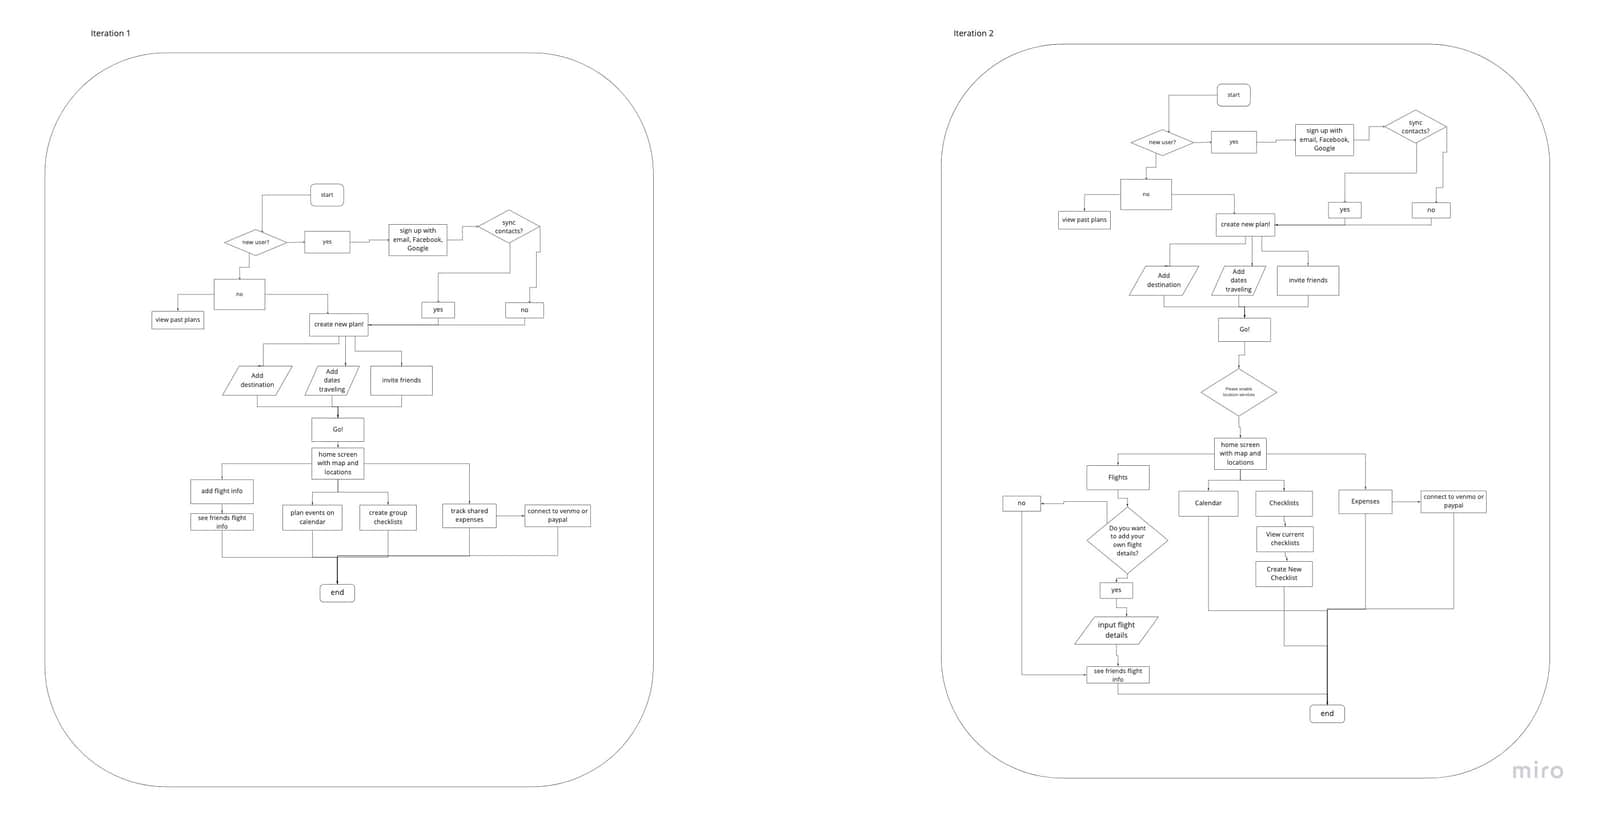 Iteration 1
start
new user?
yes
sign up with
email, Facebook,
Google
sync
contacts?
no
yes
no
view past plans
create new plan!
Add
destination
Add
dates
traveling
invite friends
Go!
home screen
with map and
locations
add flight info
see friends flight
info
plan events on
calendar
create group
checklists
track shared
expenses
connect to venmo or
paypal
end
Iteration 2
start
new user?
yes
sign up with
email, Facebook,
Google
sync
contacts?
no
yes
no
view past plans
create new plan!
Add
destination
Add
dates
traveling
invite friends
Go!
Please enable
location services
home screen
with map and
locations
Flights
no
Do you want
to add your
own flight
details?
yes
input flight
details
see friends flight
info
Calendar
Checklists
View current
checklists
Create New
Checklist
Expenses
connect to venmo or
paypal
end
miro